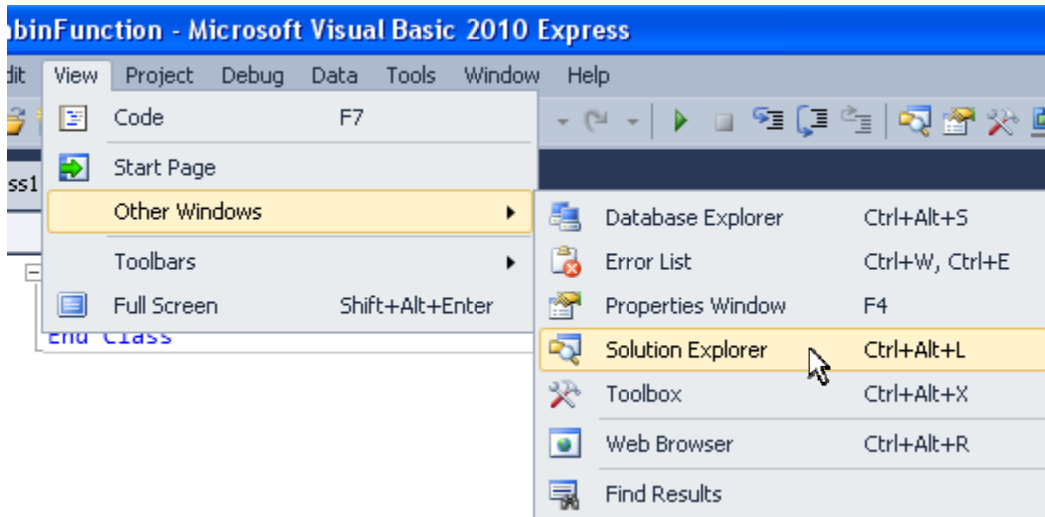 binFunction - Microsoft Visual Basic 2010 Express
dit View Project Debug Data Tools Window Help
Code F7
Start Page
ss1
Other Windows
Database Explorer Ctrl+Alt+S
Toolbars
Error List Ctrl+W, Ctrl+E
Full Screen Shift+Alt+Enter
Properties Window F4
End Class
Solution Explorer Ctrl+Alt+L
Toolbox Ctrl+Alt+X
Web Browser Ctrl+Alt+R
Find Results